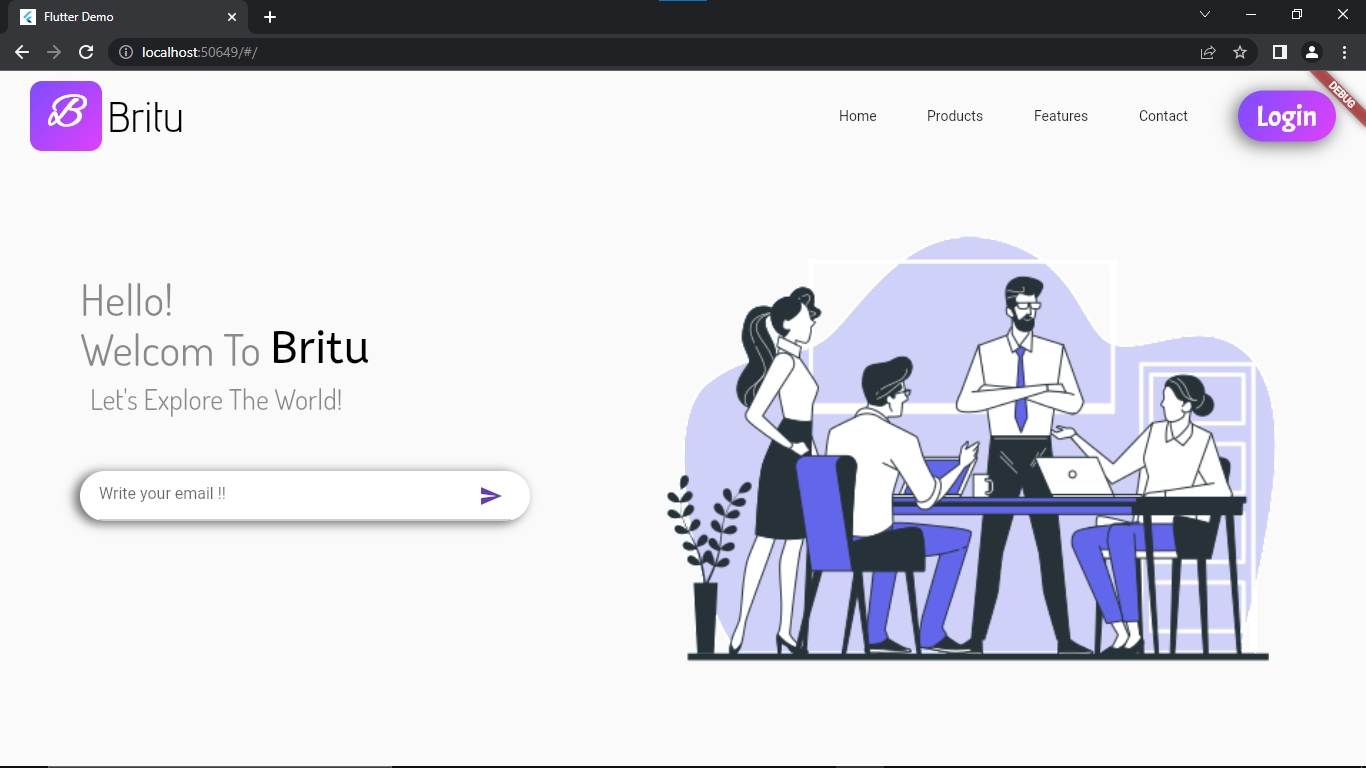 Flutter Demo
localhost:50649/#/
B Britu
Home Products Features Contact Login
DEBUG
Hello!
Welcom To Britu
Let's Explore The World!
Write your email !!